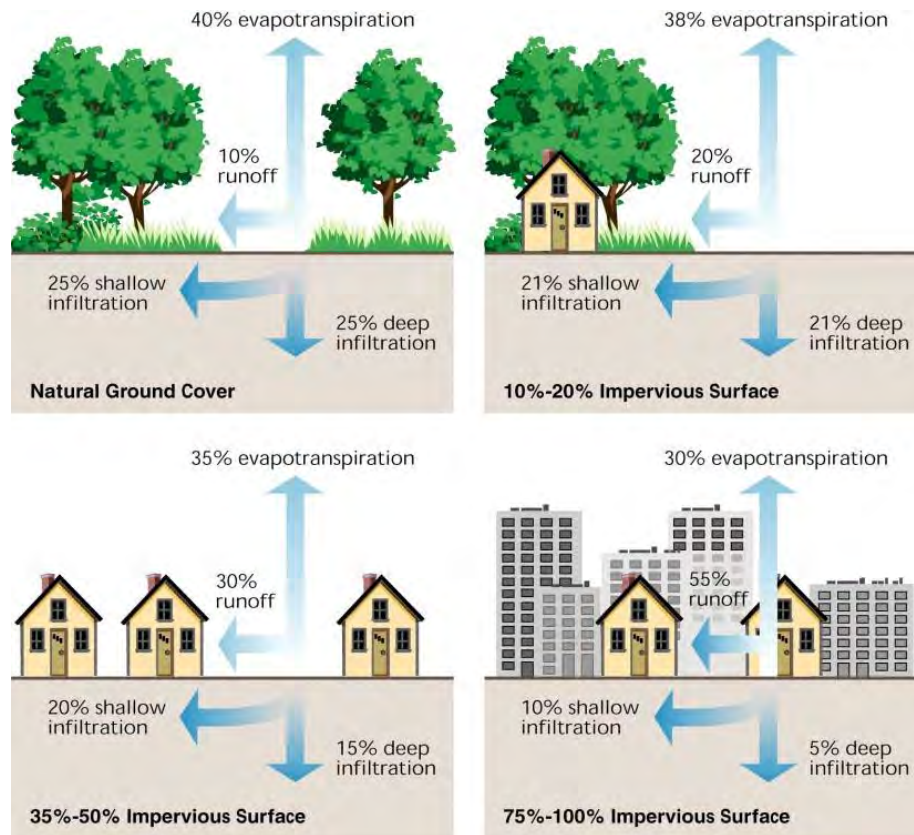 40% evapotranspiration
10%
runoff
25% shallow
infiltration
25% deep
infiltration
Natural Ground Cover
38% evapotranspiration
20%
runoff
21% shallow
infiltration
21% deep
infiltration
10%-20% Impervious Surface
35% evapotranspiration
30%
runoff
20% shallow
infiltration
15% deep
infiltration
35%-50% Impervious Surface
30% evapotranspiration
55%
runoff
10% shallow
infiltration
5% deep
infiltration
75%-100% Impervious Surface